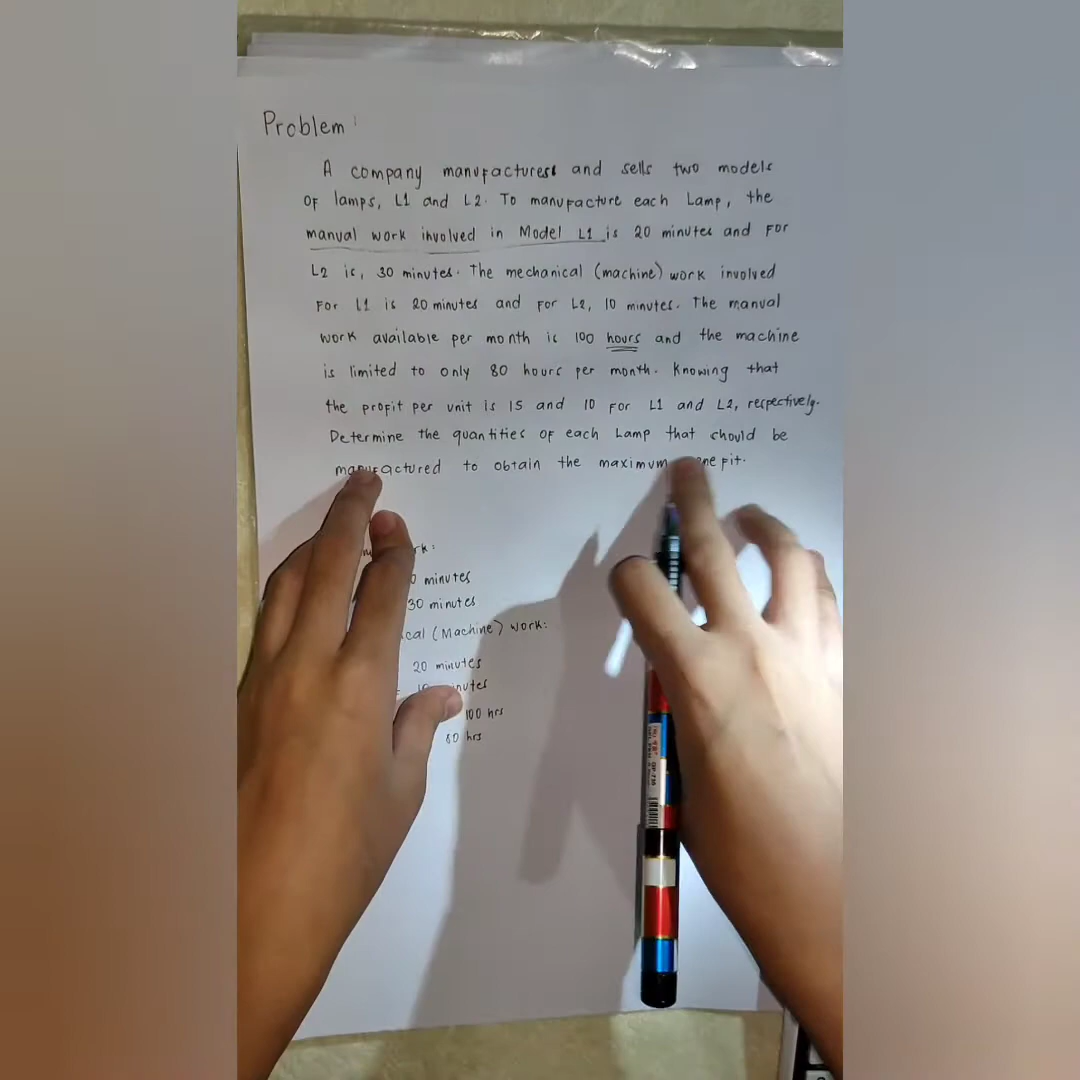 Problem:
A company manufactures and sells two models
of lamps, L1 and L2. To manufacture each Lamp, the
manual work involved in Model L1 is 20 minutes and for
L2 is, 30 minutes. The mechanical (machine) work involved
for L1 is 20 minutes and for L2, 10 minutes. The manual
work available per month is 100 hours and the machine
is limited to only 80 hours per month. Knowing that
the profit per unit is 15 and 10 for L1 and L2, respectively.
Determine the quantities of each Lamp that should be
manufactured to obtain the maximum
minutes
30 minutes
(Machine) work:
20 minutes
100 hrs
80 hrs